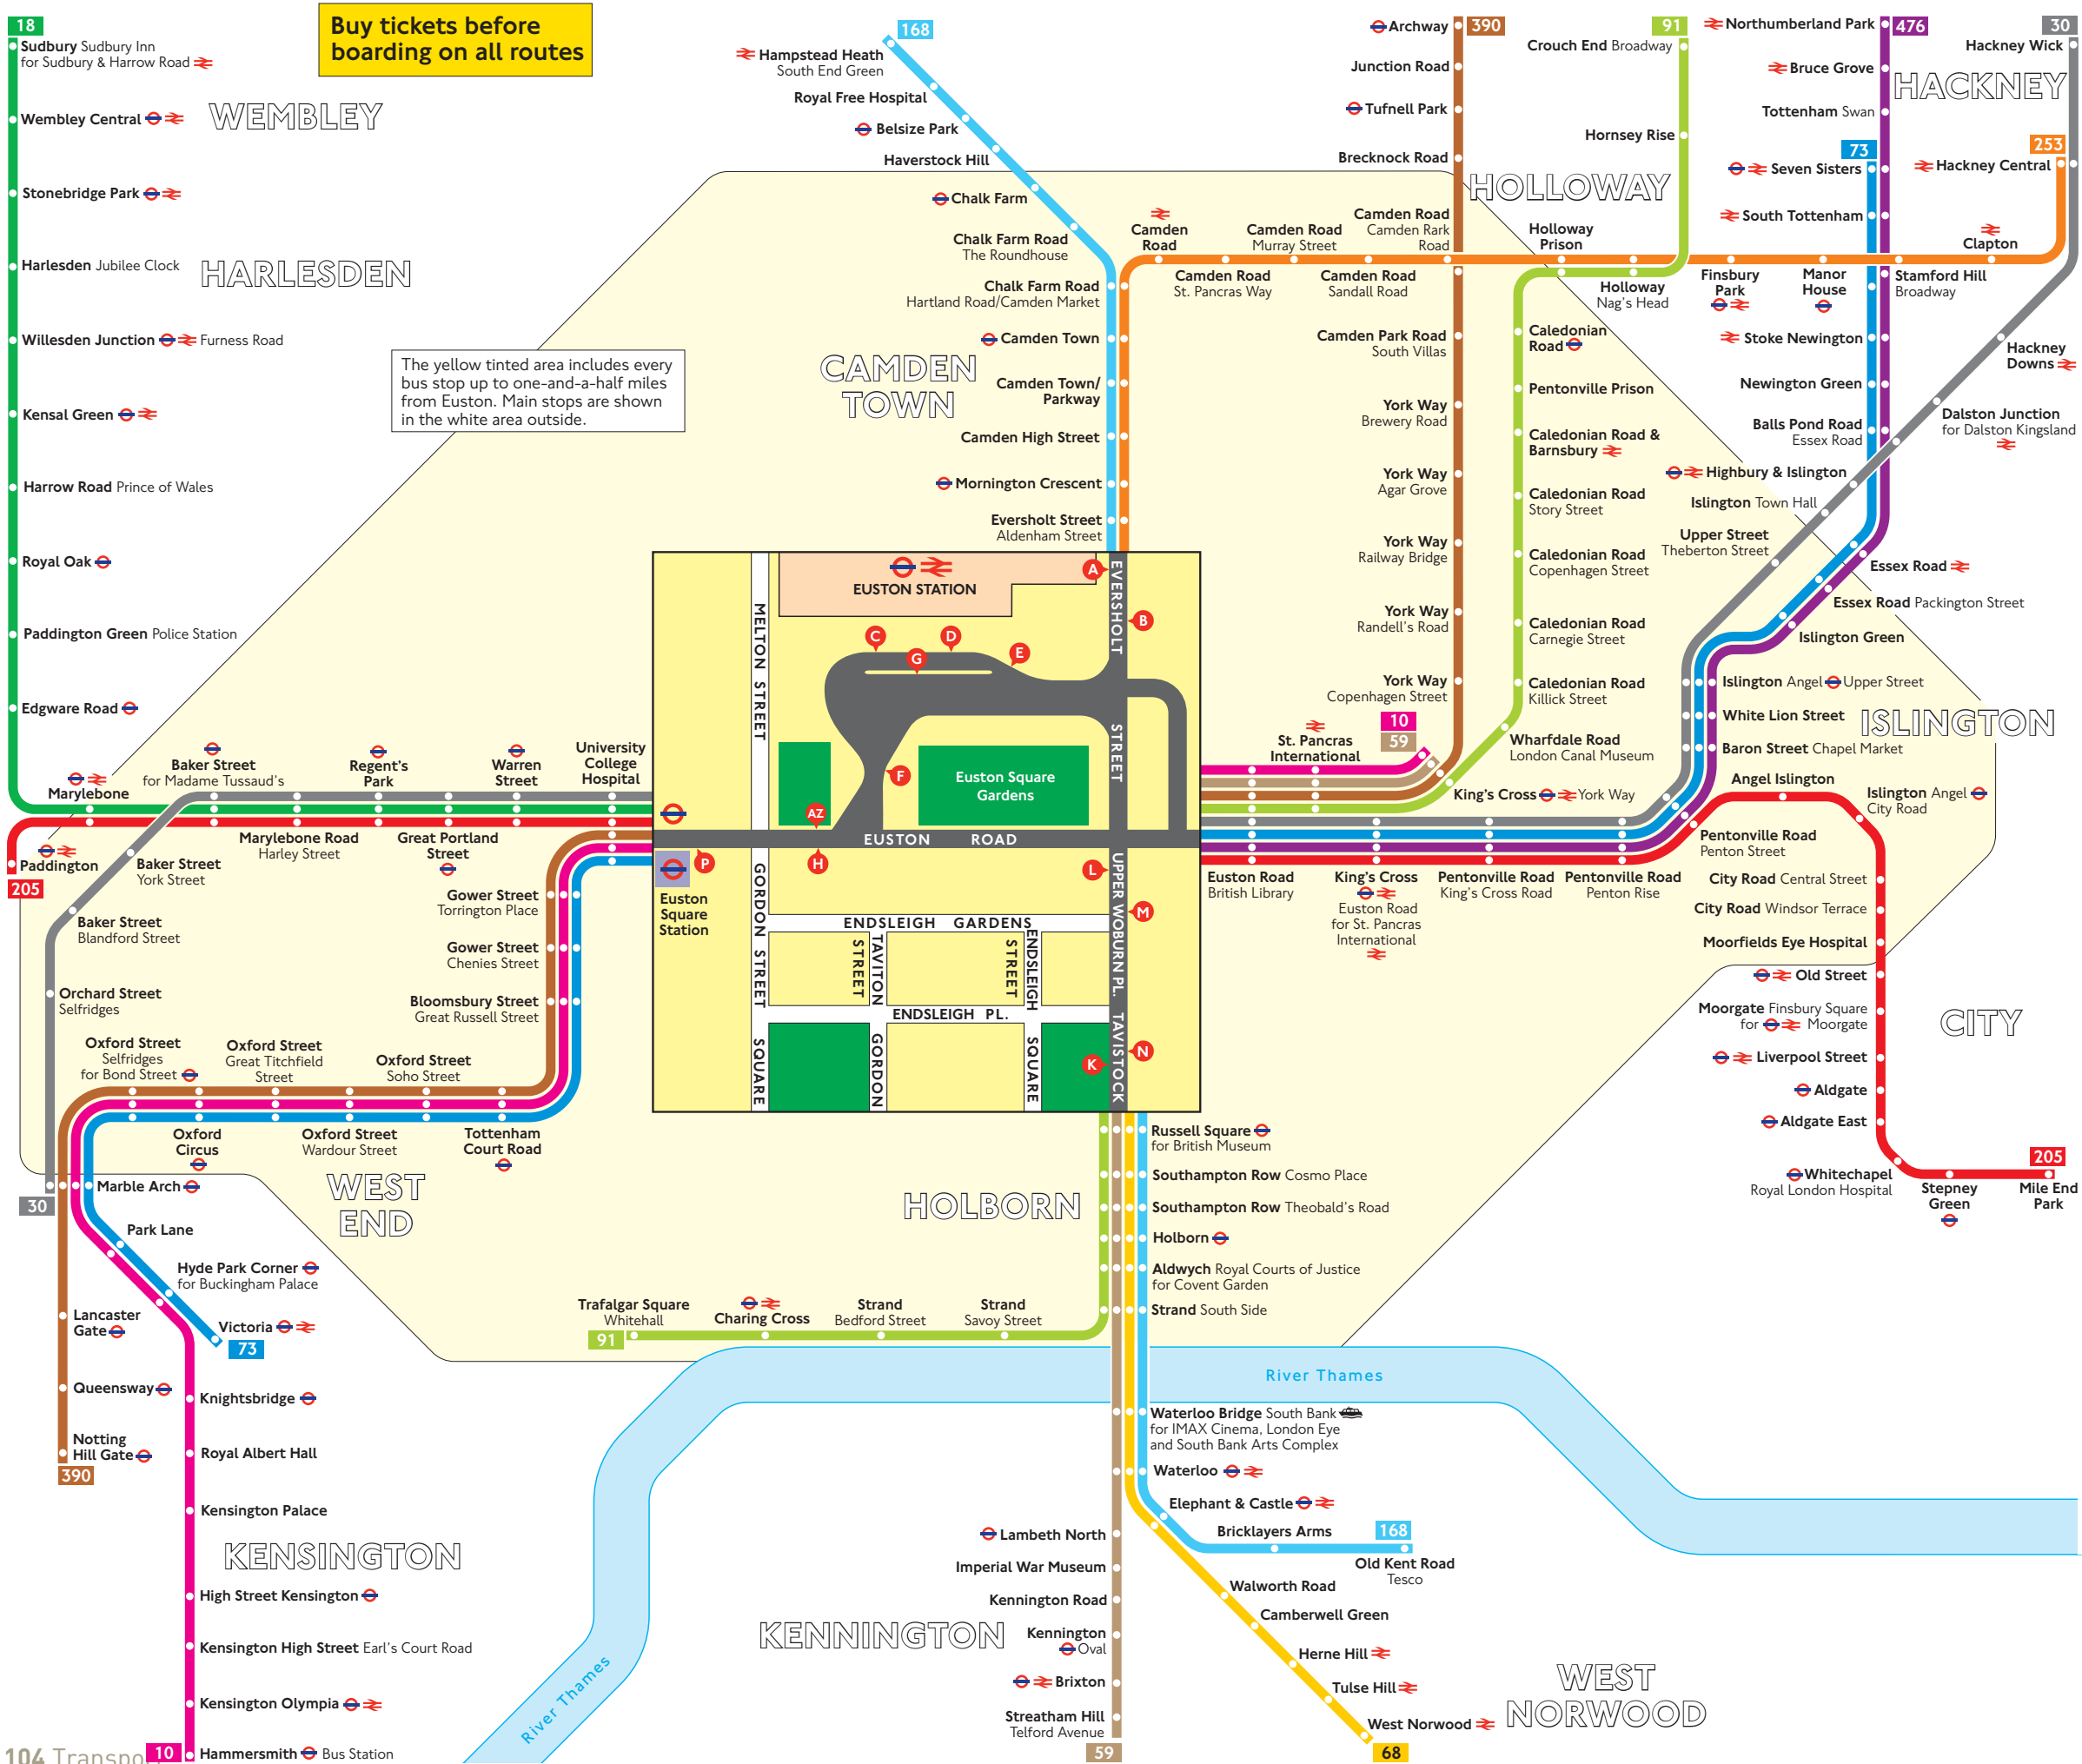 18
Sudbury Sudbury Inn
for Sudbury & Harrow Road
Wembley Central
Stonebridge Park
Harlesden Jubilee Clock
Willesden Junction Furness Road
Kensal Green
Harrow Road Prince of Wales
Royal Oak
Paddington Green Police Station
Edgware Road
WEMBLEY
HARLESDEN
Buy tickets before
boarding on all routes
The yellow tinted area includes every
bus stop up to one-and-a-half miles
from Euston. Main stops are shown
in the white area outside.
168
Hampstead Heath
South End Green
Royal Free Hospital
Belsize Park
Haverstock Hill
Chalk Farm
Chalk Farm Road
The Roundhouse
Chalk Farm Road
Hartland Road/Camden Market
Camden Town
Camden Town/
Parkway
Camden High Street
Mornington Crescent
Eversholt Street
Aldenham Street
CAMDEN
TOWN
Archway
390
Junction Road
Tufnell Park
Brecknock Road
Camden Road
Camden Rark
Road
Camden
Road
Camden Road
Murray Street
Camden Road
St. Pancras Way
Camden Road
Sandall Road
Camden Park Road
South Villas
York Way
Brewery Road
York Way
Agar Grove
York Way
Railway Bridge
York Way
Randell's Road
York Way
Copenhagen Street
HOLLOWAY
91
Crouch End Broadway
Hornsey Rise
Holloway
Prison
Holloway
Nag's Head
Caledonian
Road
Pentonville Prison
Caledonian Road &
Barnsbury
Caledonian Road
Story Street
Caledonian Road
Copenhagen Street
Caledonian Road
Carnegie Street
Caledonian Road
Killick Street
Wharfdale Road
London Canal Museum
King's Cross York Way
Northumberland Park
476
Bruce Grove
Tottenham Swan
73
Seven Sisters
South Tottenham
Finsbury
Park
Manor
House
Stamford Hill
Broadway
Clapton
Stoke Newington
Newington Green
Balls Pond Road
Essex Road
30
Hackney Wick
HACKNEY
253
Hackney Central
Hackney
Downs
Dalston Junction
for Dalston Kingsland
Highbury & Islington
Islington Town Hall
Upper Street
Theberton Street
Essex Road
Essex Road Packington Street
Islington Green
Islington Angel Upper Street
White Lion Street
Baron Street Chapel Market
ISLINGTON
Angel Islington
Islington Angel
City Road
Pentonville Road
Penton Street
City Road Central Street
City Road Windsor Terrace
Moorfields Eye Hospital
Old Street
Moorgate Finsbury Square
for Moorgate
Liverpool Street
Aldgate
Aldgate East
Whitechapel
Royal London Hospital
Stepney
Green
205
Mile End
Park
CITY
10
59
St. Pancras
International
Euston Road
British Library
King's Cross
Euston Road
for St. Pancras
International
Pentonville Road
King's Cross Road
Pentonville Road
Penton Rise
Marylebone
Baker Street
for Madame Tussaud's
Regent's
Park
Warren
Street
University
College
Hospital
Paddington
205
Baker Street
York Street
Marylebone Road
Harley Street
Great Portland
Street
Baker Street
Blandford Street
Orchard Street
Selfridges
Gower Street
Torrington Place
Gower Street
Chenies Street
Bloomsbury Street
Great Russell Street
Oxford Street
Selfridges
for Bond Street
Oxford Street
Great Titchfield
Street
Oxford Street
Soho Street
Oxford
Circus
Oxford Street
Wardour Street
Tottenham
Court Road
WEST
END
Marble Arch
30
Park Lane
Hyde Park Corner
for Buckingham Palace
Victoria
73
Lancaster
Gate
Queensway
Notting
Hill Gate
390
Knightsbridge
Royal Albert Hall
Kensington Palace
KENSINGTON
High Street Kensington
Kensington High Street Earl's Court Road
Kensington Olympia
10
Hammersmith Bus Station
EUSTON STATION
A
B
C
D
E
F
G
AZ
H
P
L
M
N
K
MELTON STREET
EVERSHOLT STREET
Euston Square
Gardens
EUSTON ROAD
Euston
Square
Station
GORDON STREET
UPPER WOBURN PL.
TAVISTOCK
ENDSLEIGH GARDENS
TAVITON STREET
ENDSLEIGH STREET
ENDSLEIGH PL.
SQUARE
GORDON
SQUARE
Russell Square
for British Museum
Southampton Row Cosmo Place
Southampton Row Theobald's Road
Holborn
Aldwych Royal Courts of Justice
for Covent Garden
Strand South Side
HOLBORN
Trafalgar Square
Whitehall
91
Charing Cross
Strand
Bedford Street
Strand
Savoy Street
River Thames
River Thames
Waterloo Bridge South Bank
for IMAX Cinema, London Eye
and South Bank Arts Complex
Waterloo
Elephant & Castle
Bricklayers Arms
168
Old Kent Road
Tesco
Lambeth North
Imperial War Museum
Kennington Road
Kennington
Oval
Brixton
Streatham Hill
Telford Avenue
59
KENNINGTON
Walworth Road
Camberwell Green
Herne Hill
Tulse Hill
West Norwood
68
WEST
NORWOOD
104 Transpo